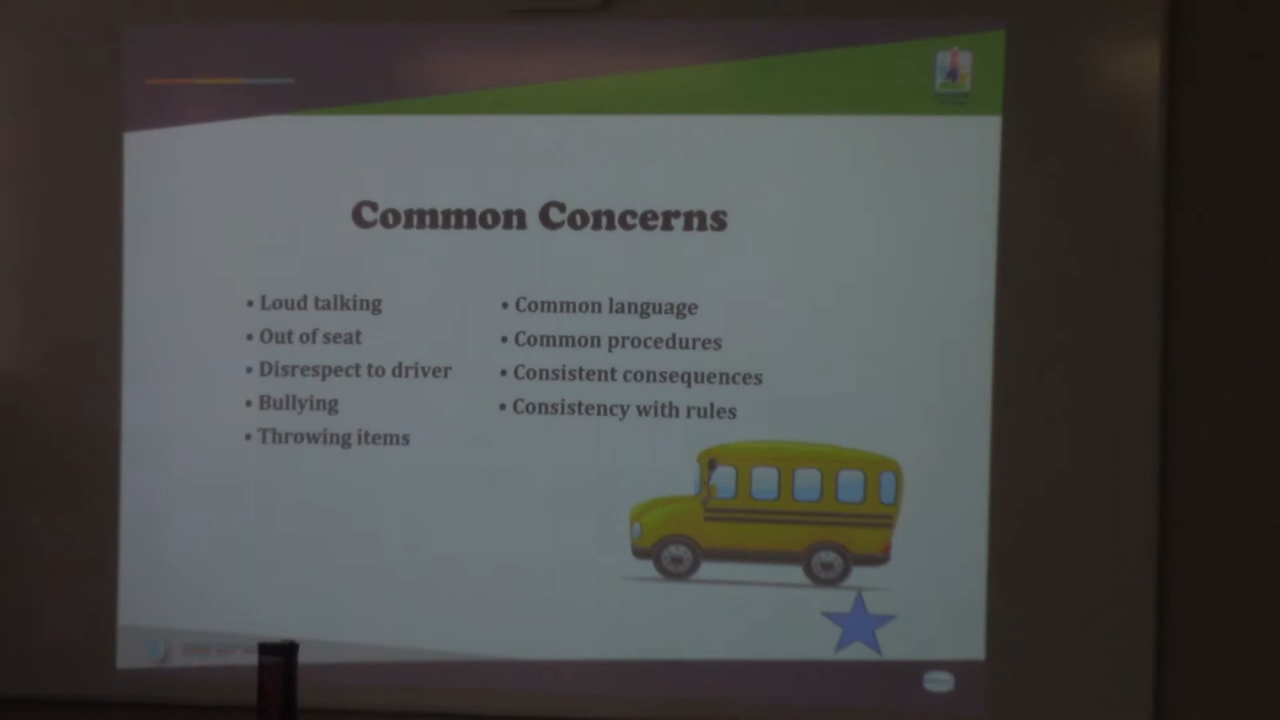 Common Concerns
• Loud talking
• Out of seat
• Disrespect to driver
• Bullying
• Throwing items
• Common language
• Common procedures
• Consistent consequences
• Consistency with rules